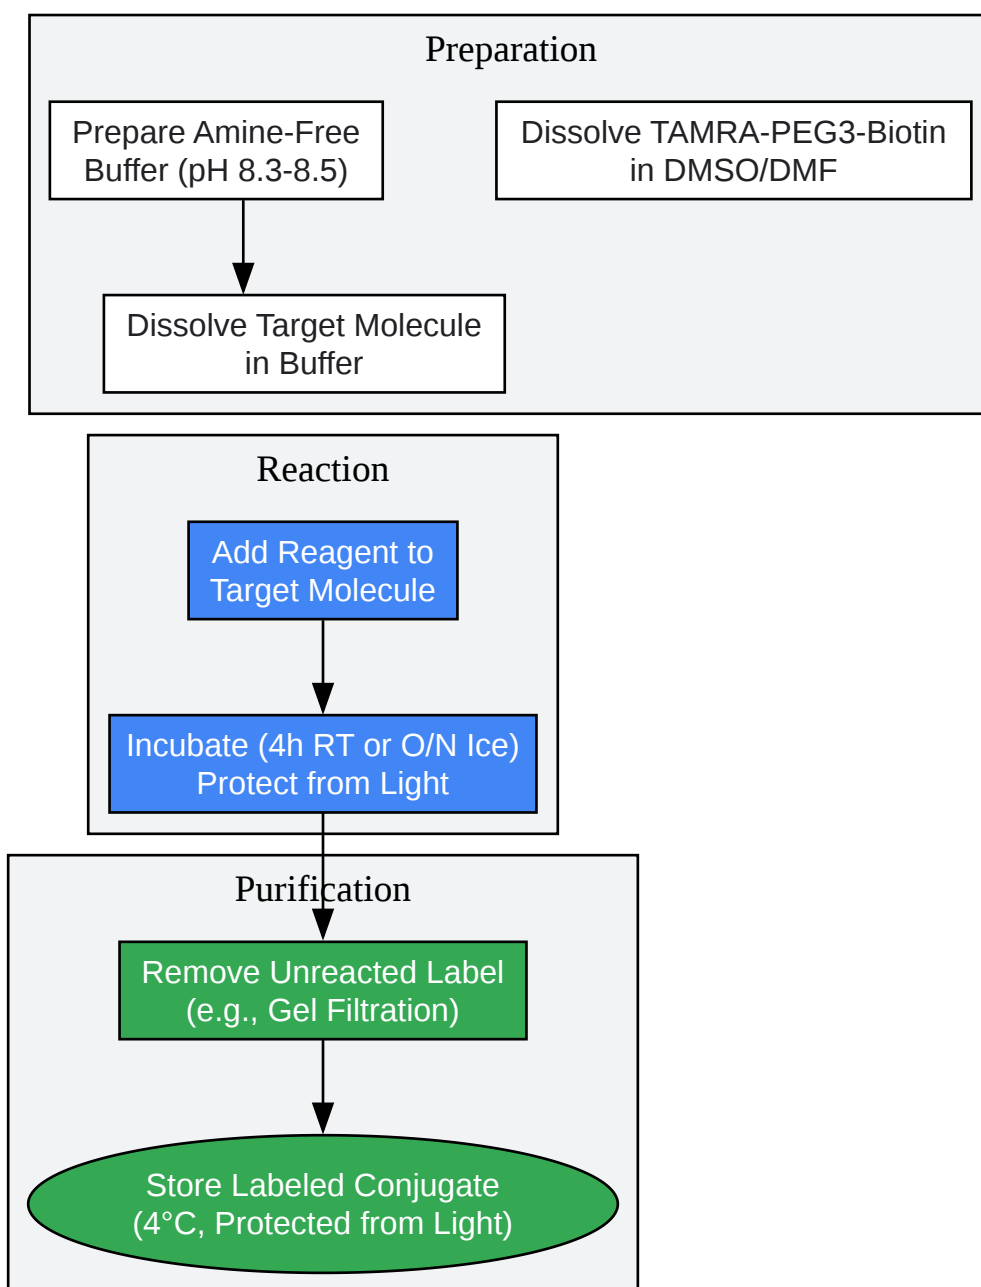 Preparation
Prepare Amine-Free
Buffer (pH 8.3-8.5)
Dissolve TAMRA-PEG3-Biotin
in DMSO/DMF
Dissolve Target Molecule
in Buffer
Reaction
Add Reagent to
Target Molecule
Incubate (4h RT or O/N Ice)
Protect from Light
Purification
Remove Unreacted Label
(e.g., Gel Filtration)
Store Labeled Conjugate
(4°C, Protected from Light)